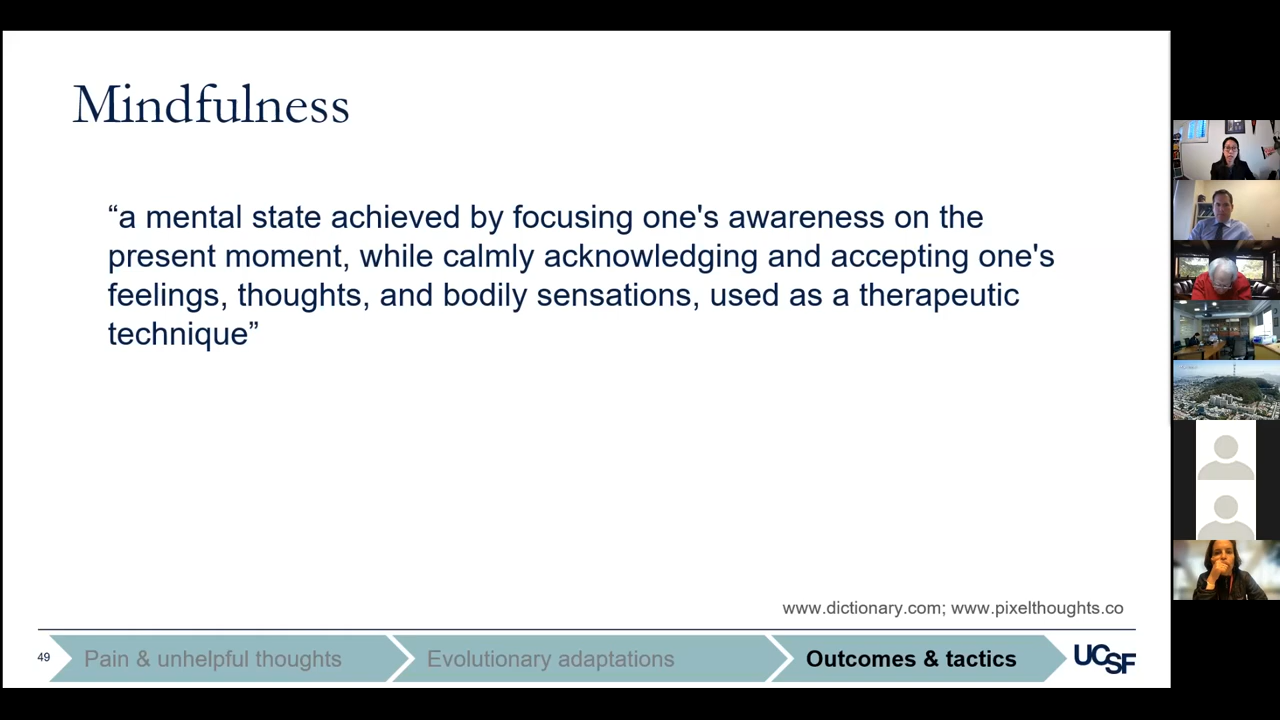 Mindfulness
“a mental state achieved by focusing one's awareness on the
present moment, while calmly acknowledging and accepting one's
feelings, thoughts, and bodily sensations, used as a therapeutic
technique”
www.dictionary.com; www.pixelthoughts.co
49
Pain & unhelpful thoughts
Evolutionary adaptations
Outcomes & tactics
UCSF